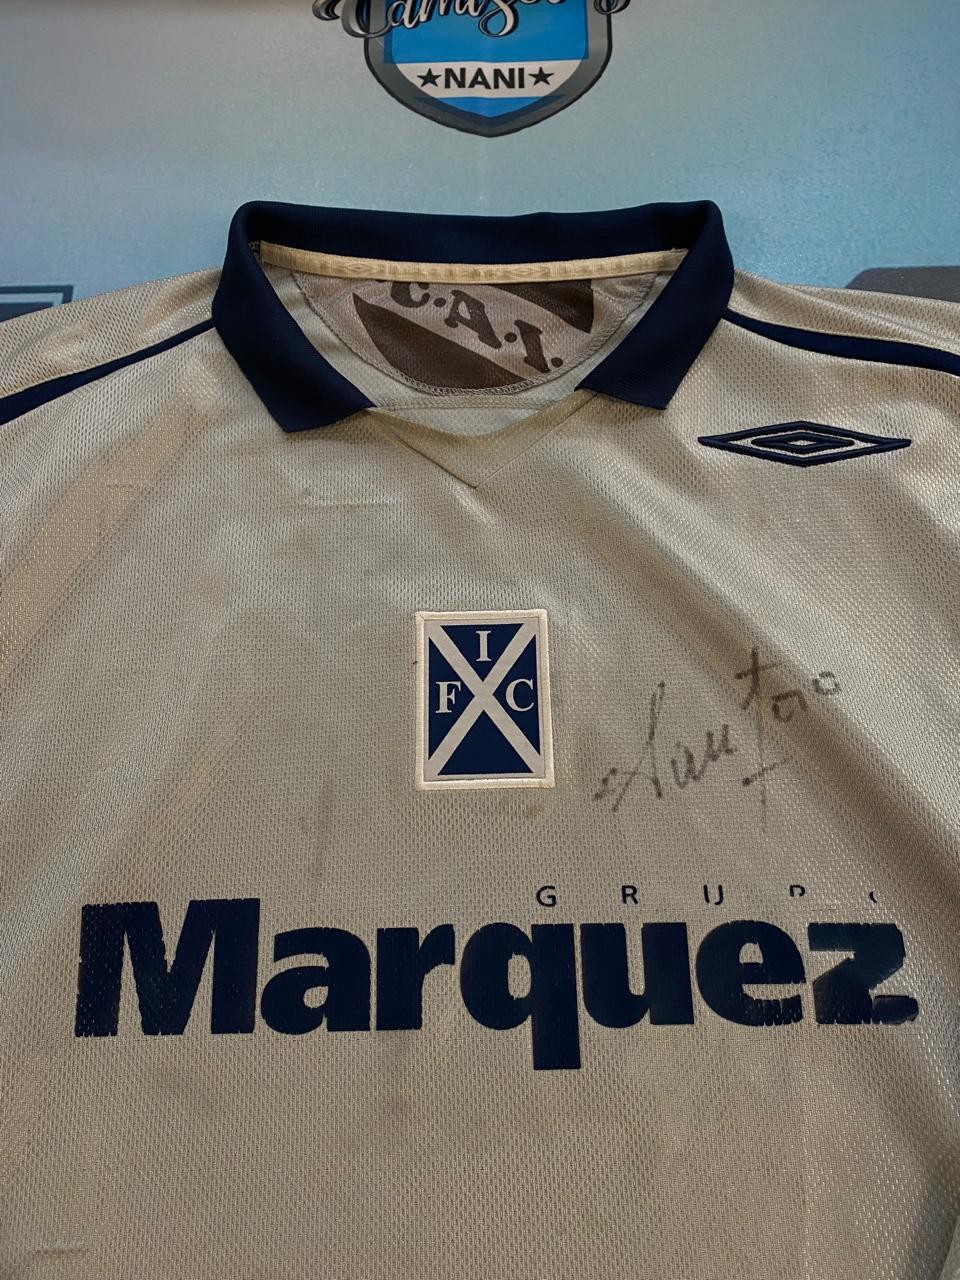 ★NANI★
C.A.I.
I
F C
GRUPO
Marquez